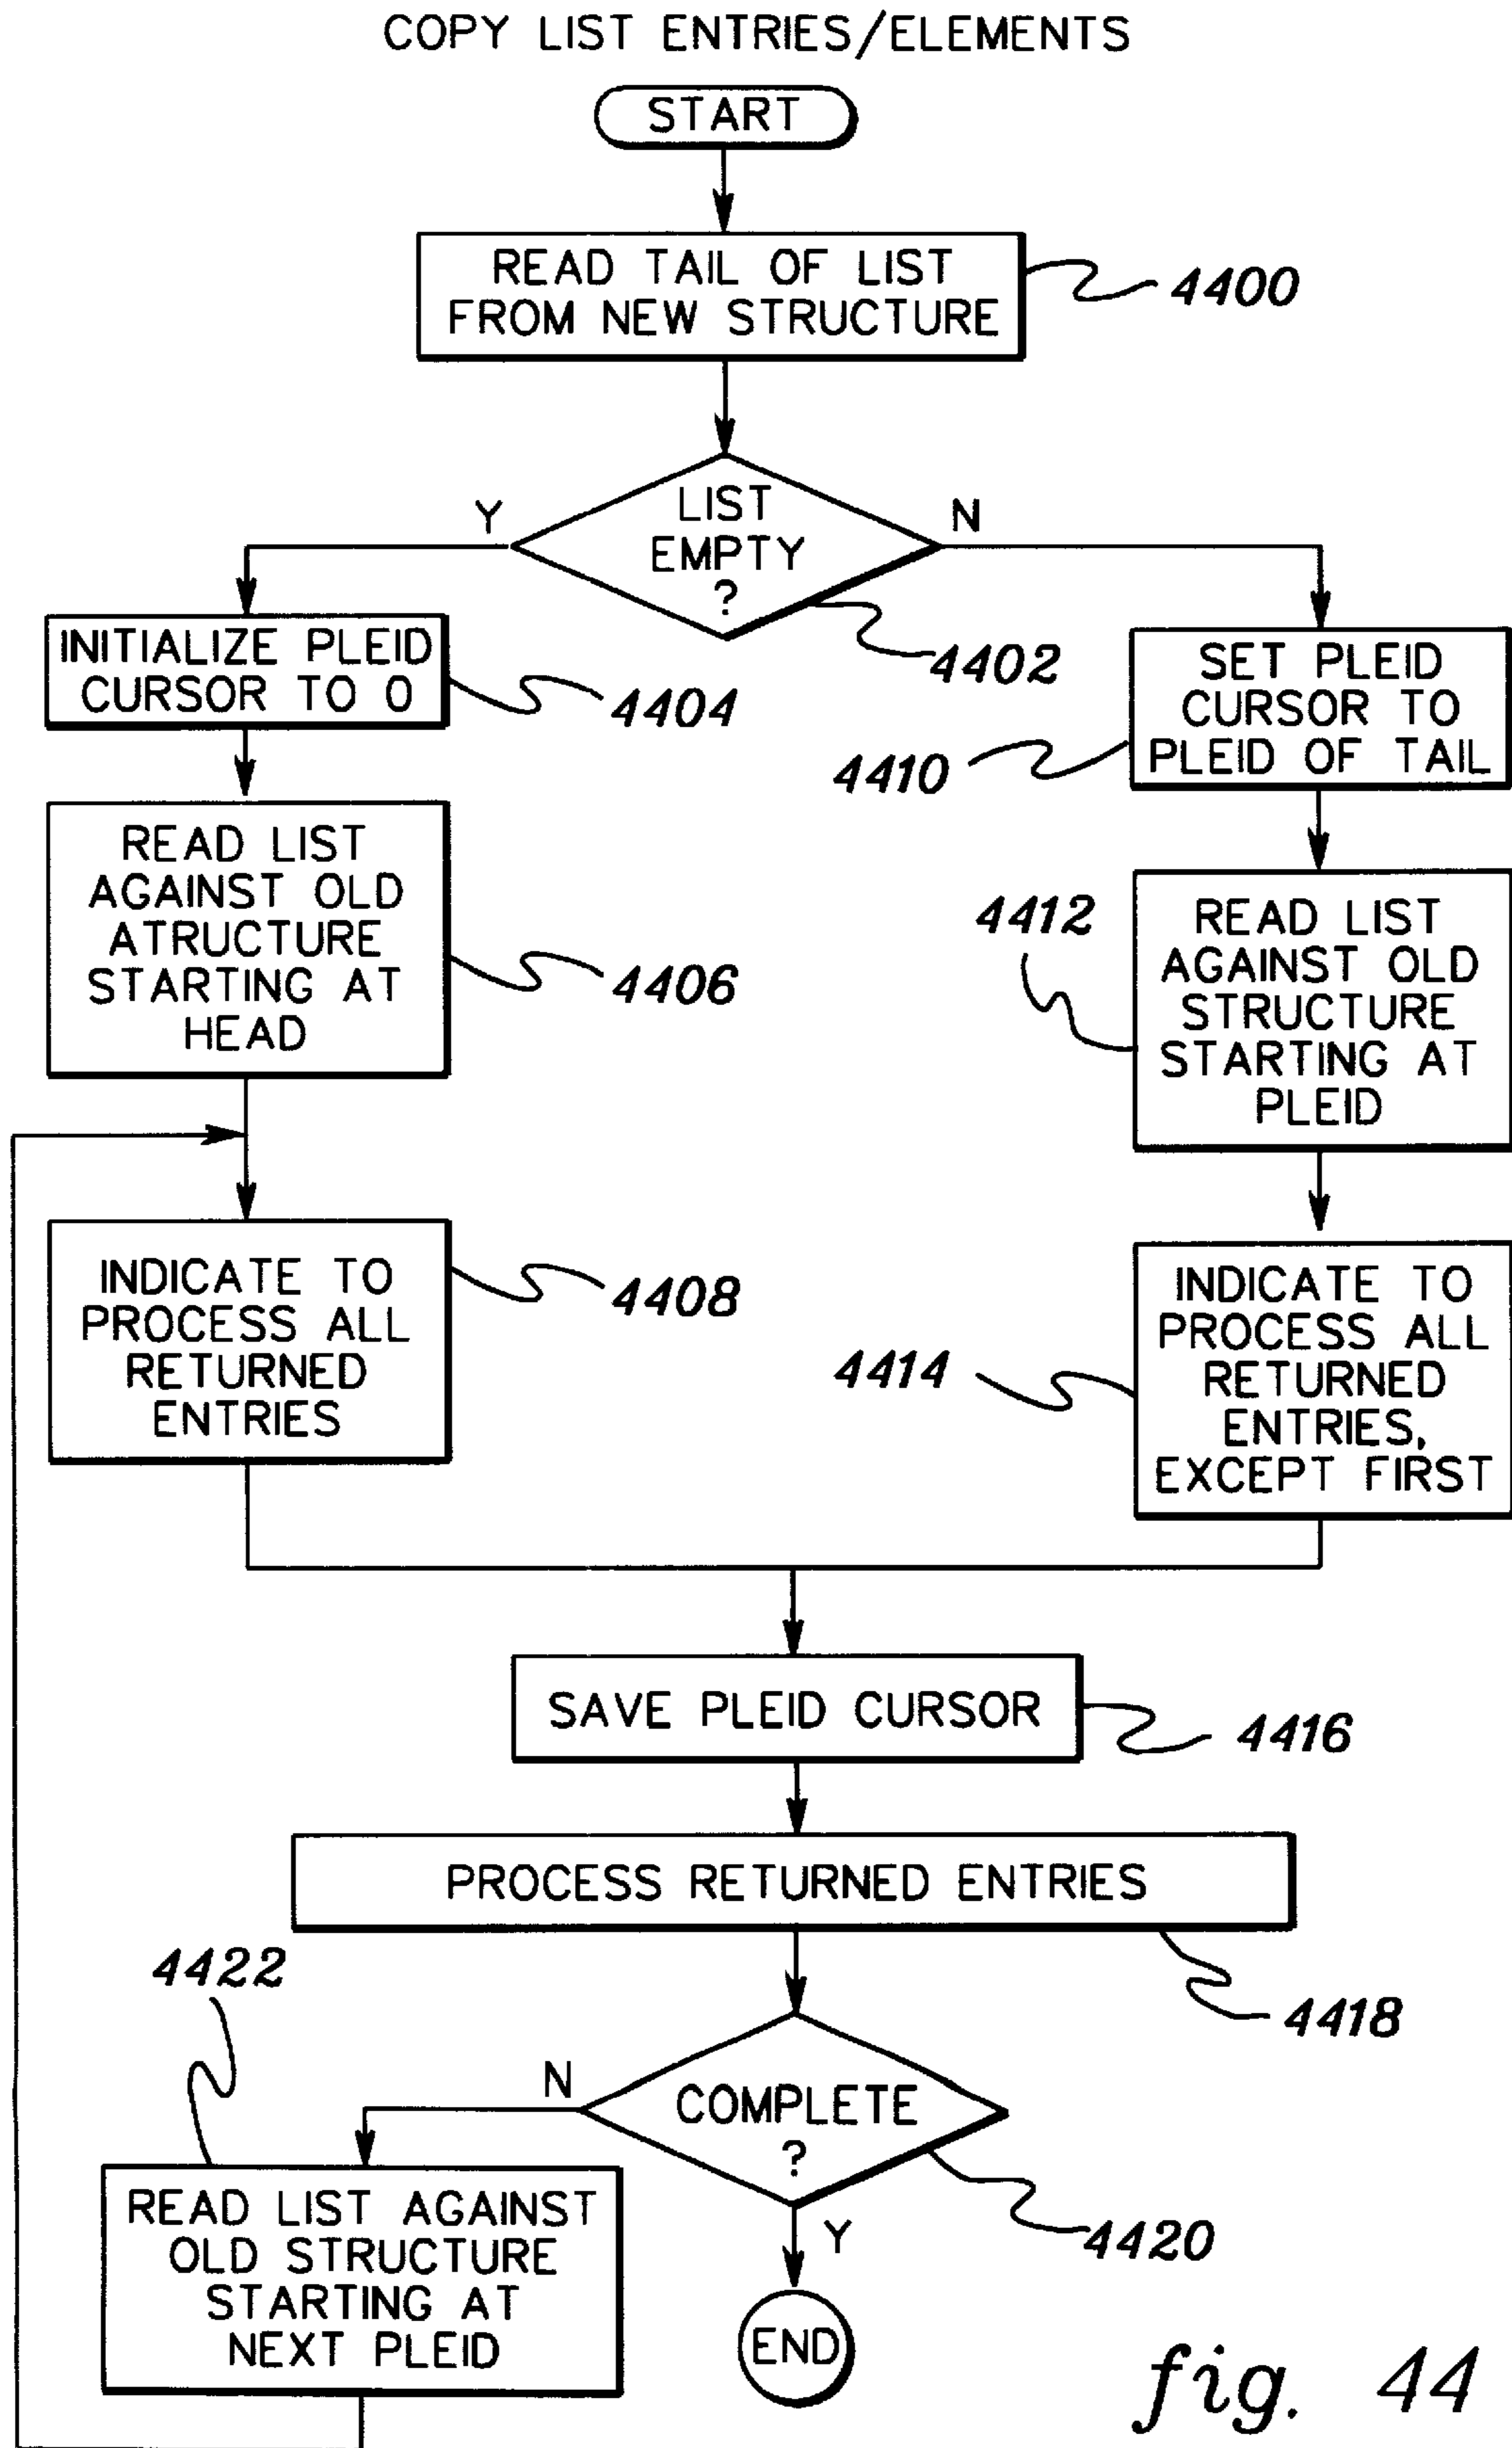 COPY LIST ENTRIES/ELEMENTS
START
READ TAIL OF LIST
FROM NEW STRUCTURE
4400
LIST
EMPTY
?
Y
N
4402
INITIALIZE PLEID
CURSOR TO 0
4404
SET PLEID
CURSOR TO
PLEID OF TAIL
4410
READ LIST
AGAINST OLD
ATRUCTURE
STARTING AT
HEAD
4406
4412
READ LIST
AGAINST OLD
STRUCTURE
STARTING AT
PLEID
INDICATE TO
PROCESS ALL
RETURNED
ENTRIES
4408
4414
INDICATE TO
PROCESS ALL
RETURNED
ENTRIES,
EXCEPT FIRST
SAVE PLEID CURSOR
4416
PROCESS RETURNED ENTRIES
4418
4422
N
COMPLETE
?
Y
4420
READ LIST AGAINST
OLD STRUCTURE
STARTING AT
NEXT PLEID
END
fig. 44